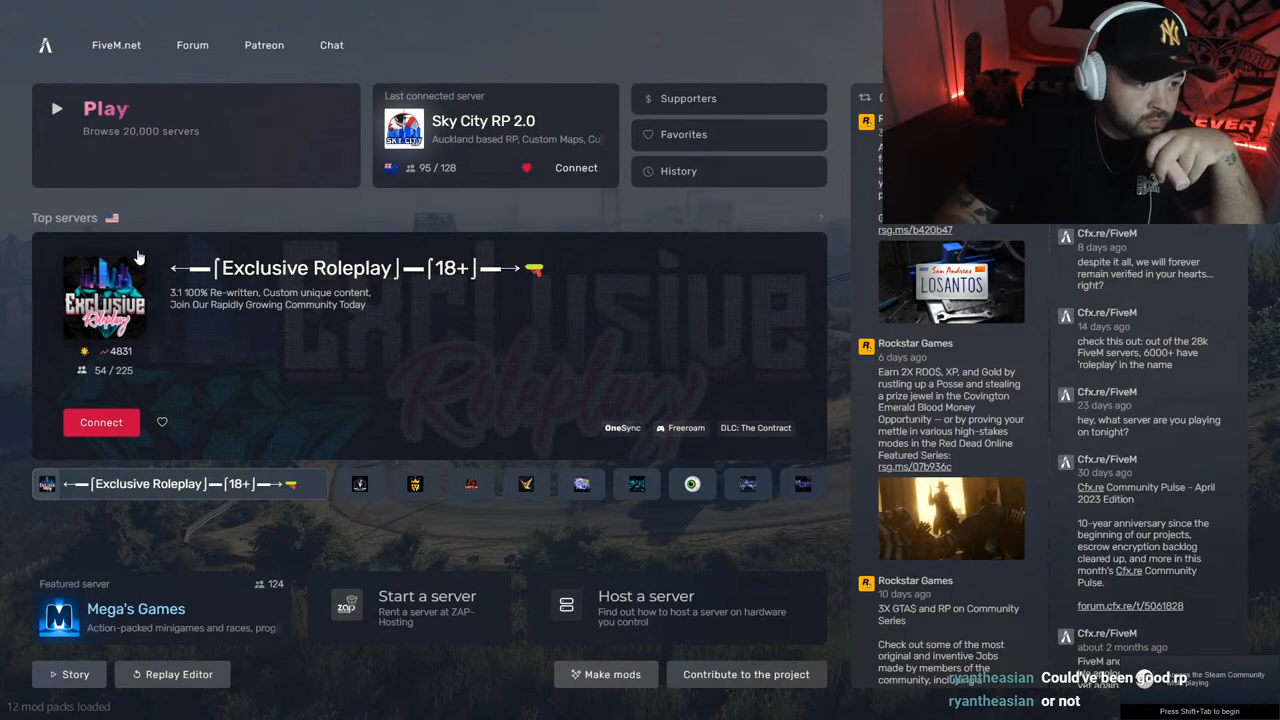 FiveM.net Forum Patreon Chat
Play
Browse 20,000 servers
Last connected server
Sky City RP 2.0
Auckland based RP, Custom Maps, Cu
95 / 128
Connect
$ Supporters
Favorites
History
Top servers
?
←—⌈Exclusive Roleplay⌋—⌈18+⌋—→
3.1 100% Re-written, Custom unique content,
Join Our Rapidly Growing Community Today
EXCLUSIVE
Roleplay
4831
54 / 225
Connect
OneSync Freeroam DLC: The Contract
←—⌈Exclusive Roleplay⌋—⌈18+⌋—→
Featured server
124
Mega's Games
Action-packed minigames and races, prog
ZAP
Start a server
Rent a server at ZAP-
Hosting
Host a server
Find out how to host a server on hardware
you control
Story
Replay Editor
Make mods
Contribute to the project
12 mod packs loaded
rsg.ms/b420b47
San Andreas
LOSANTOS
Rockstar Games
6 days ago
Earn 2X RDO$, XP, and Gold by
rustling up a Posse and stealing
a prize jewel in the Covington
Emerald Blood Money
Opportunity — or by proving your
mettle in various high-stakes
modes in the Red Dead Online
Featured Series:
rsg.ms/07b936c
Rockstar Games
10 days ago
3X GTA$ and RP on Community
Series
Check out some of the most
original and inventive Jobs
made by members of the
Cfx.re/FiveM
8 days ago
despite it all, we will forever
remain verified in your hearts...
right?
Cfx.re/FiveM
14 days ago
check this out: out of the 28k
FiveM servers, 6000+ have
'roleplay' in the name
Cfx.re/FiveM
23 days ago
hey, what server are you playing
on tonight?
Cfx.re/FiveM
30 days ago
Cfx.re Community Pulse - April
2023 Edition
10-year anniversary since the
beginning of our projects,
escrow encryption backlog
cleared up, and more in this
month's Cfx.re Community
Pulse.
forum.cfx.re/t/5061828
Cfx.re/FiveM
about 2 months ago
FiveM and
ryantheasian Could've been good rp
ryantheasian or not
the Steam Community
playing.
Press Shift+Tab to begin
NY
EVER